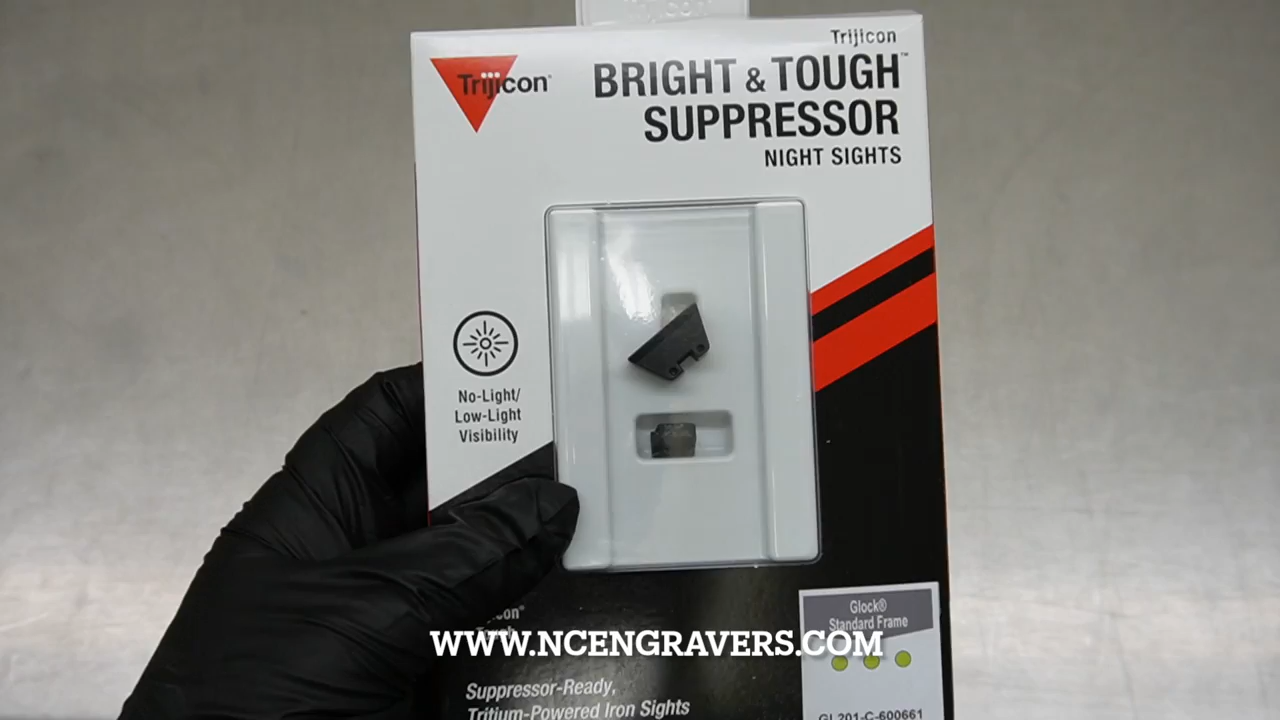 Trijicon
Trijicon
BRIGHT & TOUGH™
SUPPRESSOR
NIGHT SIGHTS
Trijicon®
No-Light/
Low-Light
Visibility
Glock®
Standard Frame
WWW.NCENGRAVERS.COM
Suppressor-Ready,
Tritium-Powered Iron Sights
GL201-C-600661